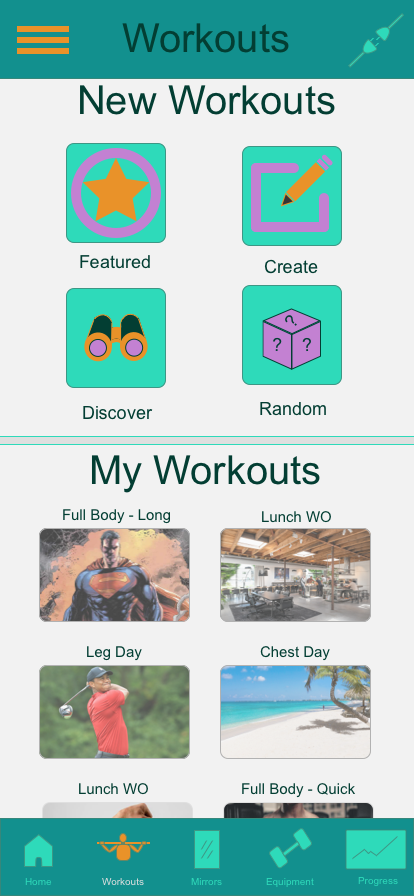 Workouts
New Workouts
Featured
Create
?
? ?
Discover
Random
My Workouts
Full Body - Long
Lunch WO
Leg Day
Chest Day
Lunch WO
Full Body - Quick
Home
Workouts
Mirrors
Equipment
Progress